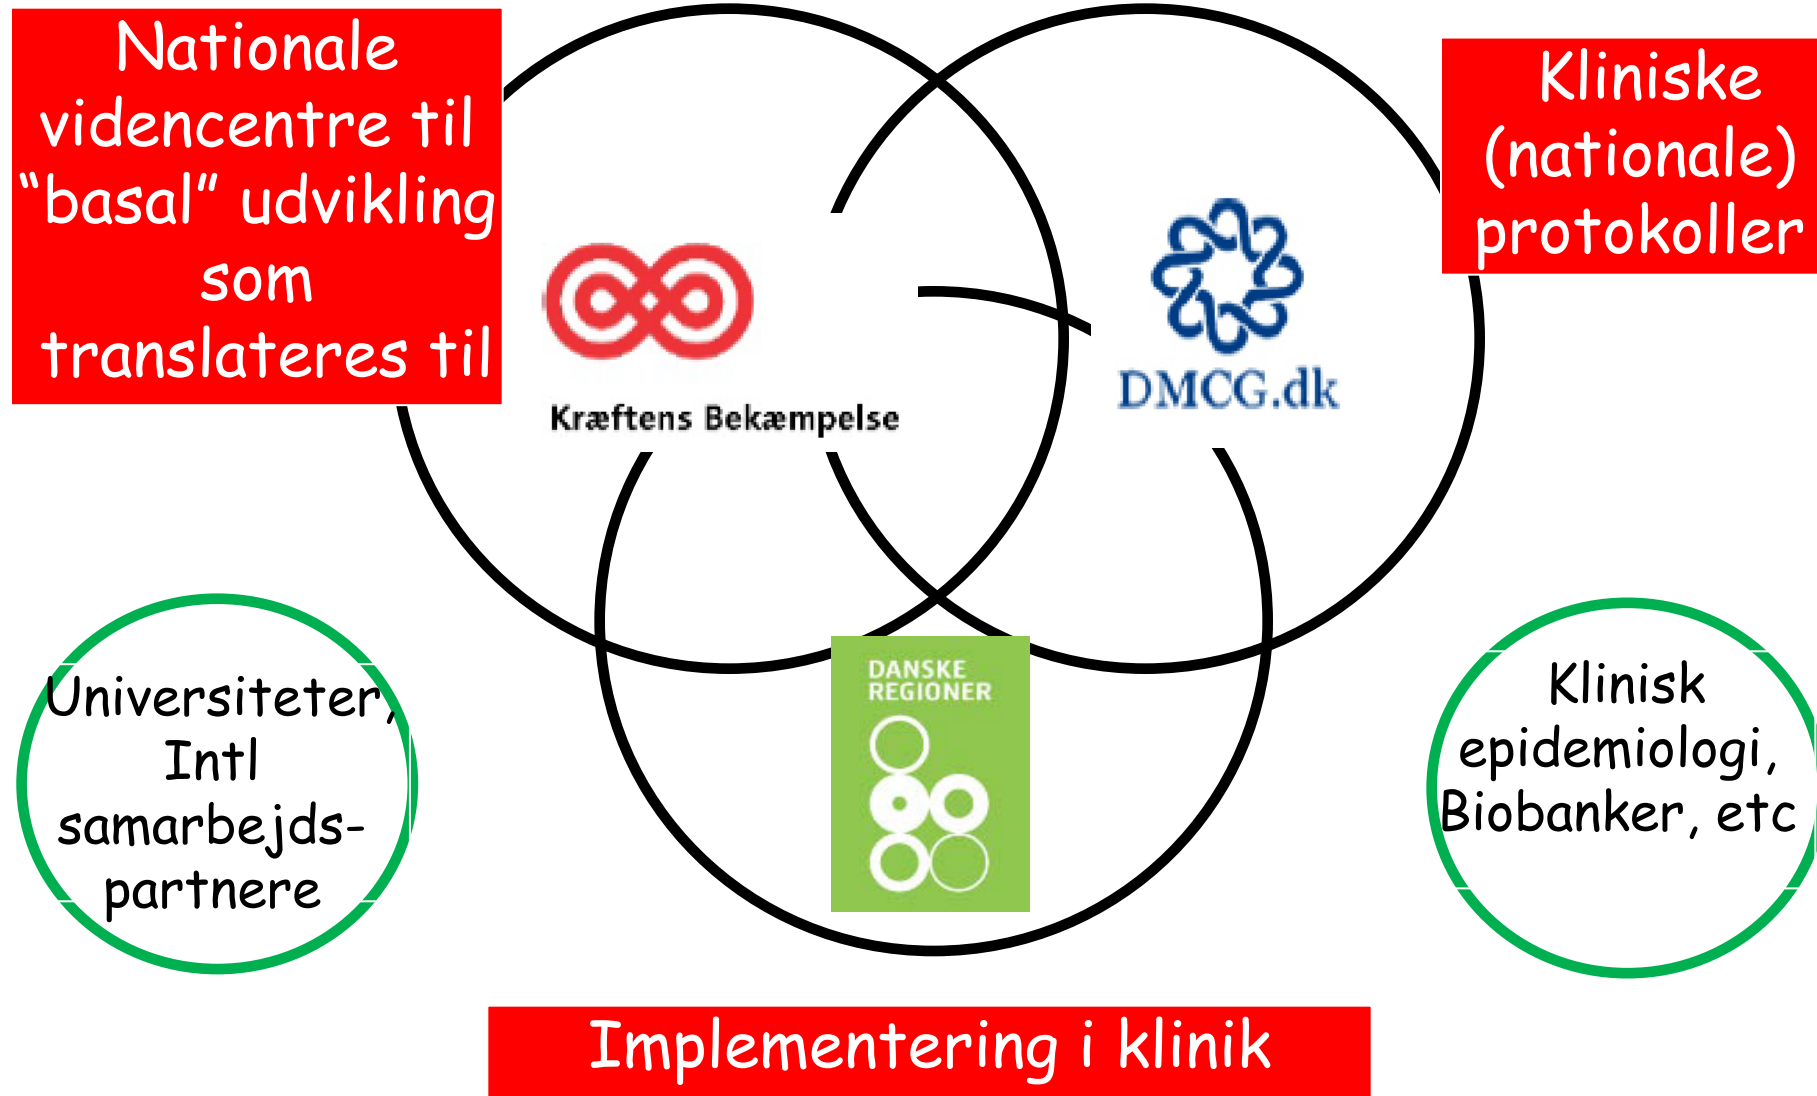 Nationale
videncentre til
“basal” udvikling
som
translateres til
Kliniske
(nationale)
protokoller
Kræftens Bekæmpelse
DMCG.dk
DANSKE
REGIONER
Universiteter,
Intl
samarbejds-
partnere
Klinisk
epidemiologi,
Biobanker, etc
Implementering i klinik